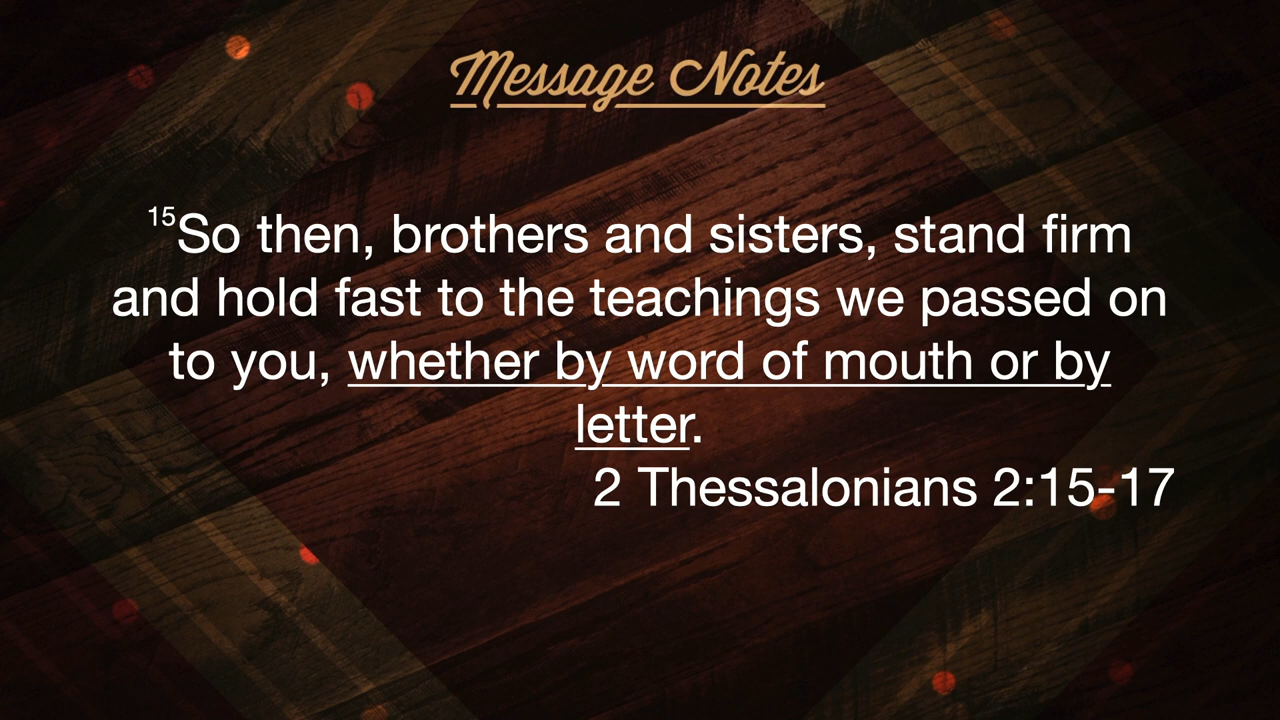 Message Notes
15So then, brothers and sisters, stand firm
and hold fast to the teachings we passed on
to you, whether by word of mouth or by
letter.
2 Thessalonians 2:15-17